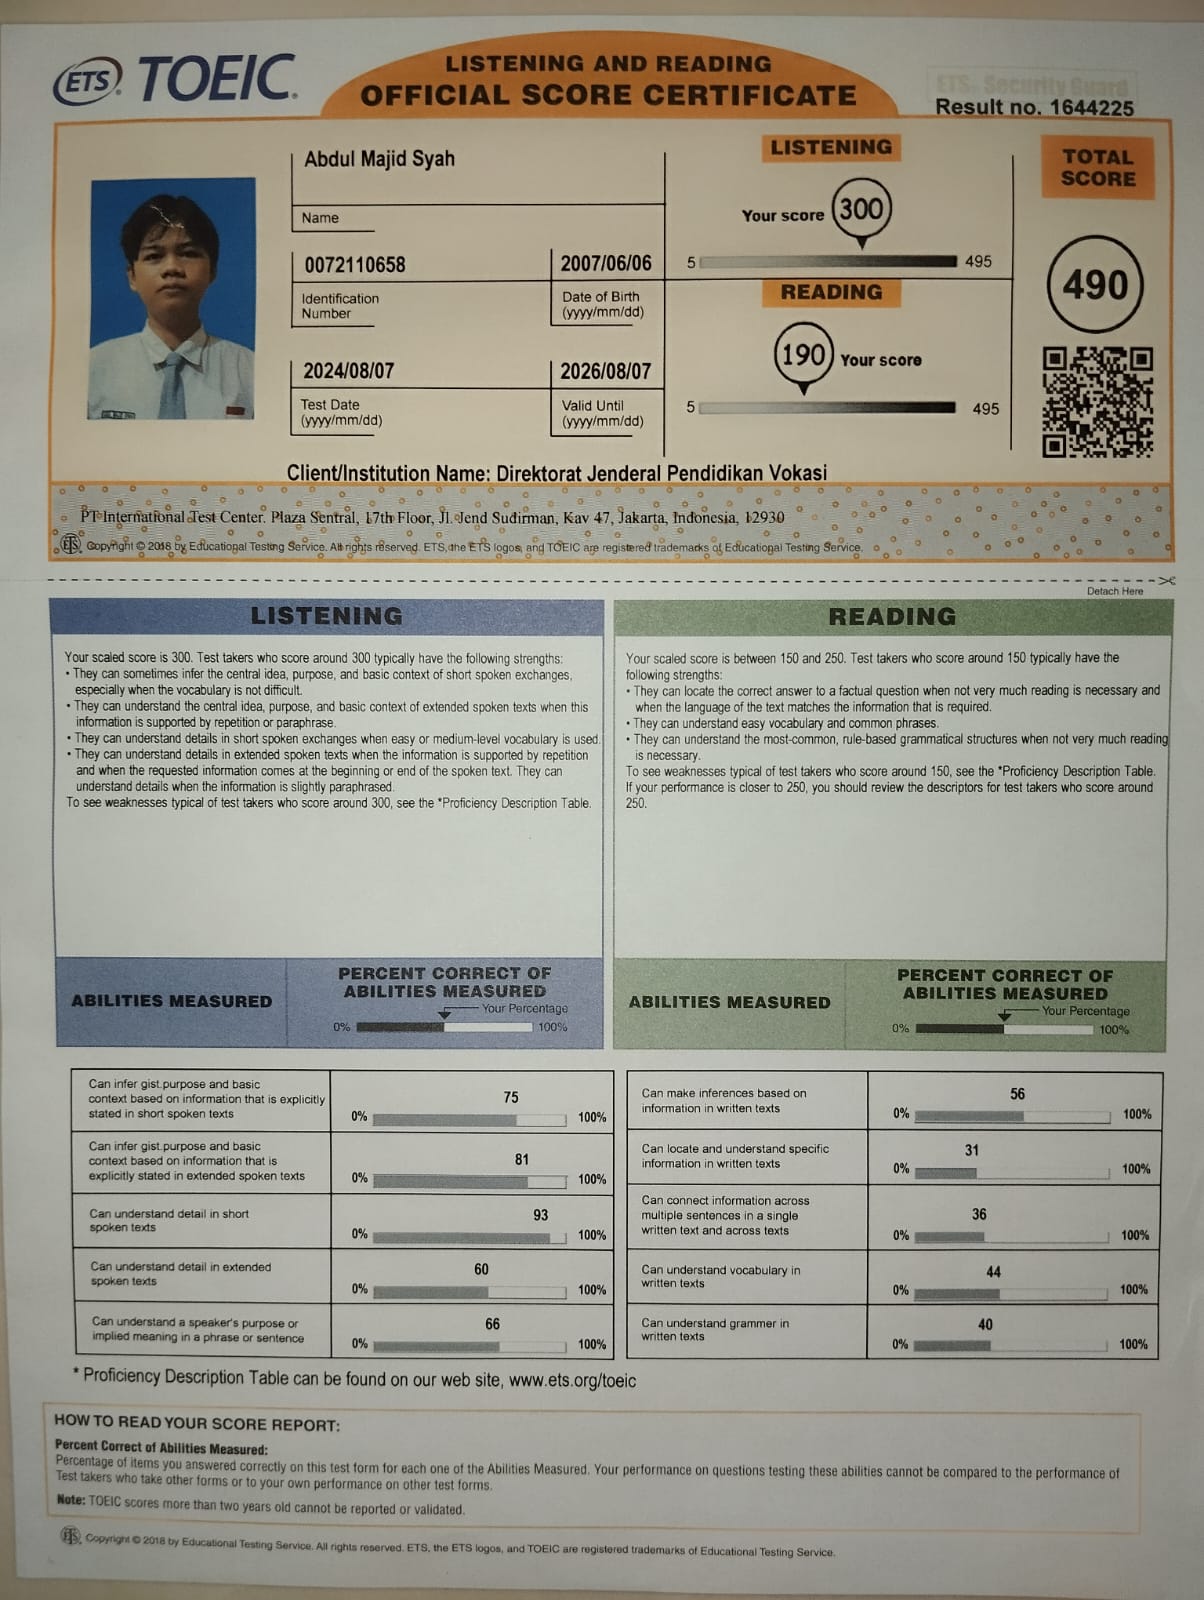 ETS TOEIC
LISTENING AND READING
OFFICIAL SCORE CERTIFICATE
ETS. Security Guard
Result no. 1644225
Abdul Majid Syah
Name
0072110658
Identification
Number
2007/06/06
Date of Birth
(yyyy/mm/dd)
2024/08/07
Test Date
(yyyy/mm/dd)
2026/08/07
Valid Until
(yyyy/mm/dd)
LISTENING
Your score 300
5 495
READING
190 Your score
5 495
TOTAL
SCORE
490
Client/Institution Name: Direktorat Jenderal Pendidikan Vokasi
PT International Test Center. Plaza Sentral, 17th Floor, Jl. Jend Sudirman, Kav 47, Jakarta, Indonesia, 12930
ETS Copyright © 2018 by Educational Testing Service. All rights reserved. ETS, the ETS logos, and TOEIC are registered trademarks of Educational Testing Service.
Detach Here
LISTENING
Your scaled score is 300. Test takers who score around 300 typically have the following strengths:
• They can sometimes infer the central idea, purpose, and basic context of short spoken exchanges,
especially when the vocabulary is not difficult.
• They can understand the central idea, purpose, and basic context of extended spoken texts when this
information is supported by repetition or paraphrase.
• They can understand details in short spoken exchanges when easy or medium-level vocabulary is used.
• They can understand details in extended spoken texts when the information is supported by repetition
and when the requested information comes at the beginning or end of the spoken text. They can
understand details when the information is slightly paraphrased.
To see weaknesses typical of test takers who score around 300, see the *Proficiency Description Table.
READING
Your scaled score is between 150 and 250. Test takers who score around 150 typically have the
following strengths:
• They can locate the correct answer to a factual question when not very much reading is necessary and
when the language of the text matches the information that is required.
• They can understand easy vocabulary and common phrases.
• They can understand the most-common, rule-based grammatical structures when not very much reading
is necessary.
To see weaknesses typical of test takers who score around 150, see the *Proficiency Description Table.
If your performance is closer to 250, you should review the descriptors for test takers who score around
250.
ABILITIES MEASURED
PERCENT CORRECT OF
ABILITIES MEASURED
Your Percentage
0% 100%
ABILITIES MEASURED
PERCENT CORRECT OF
ABILITIES MEASURED
Your Percentage
0% 100%
Can infer gist,purpose and basic
context based on information that is explicitly
stated in short spoken texts
75
0% 100%
Can infer gist,purpose and basic
context based on information that is
explicitly stated in extended spoken texts
81
0% 100%
Can understand detail in short
spoken texts
93
0% 100%
Can understand detail in extended
spoken texts
60
0% 100%
Can understand a speaker's purpose or
implied meaning in a phrase or sentence
66
0% 100%
Can make inferences based on
information in written texts
56
0% 100%
Can locate and understand specific
information in written texts
31
0% 100%
Can connect information across
multiple sentences in a single
written text and across texts
36
0% 100%
Can understand vocabulary in
written texts
44
0% 100%
Can understand grammer in
written texts
40
0% 100%
* Proficiency Description Table can be found on our web site, www.ets.org/toeic
HOW TO READ YOUR SCORE REPORT:
Percent Correct of Abilities Measured:
Percentage of items you answered correctly on this test form for each one of the Abilities Measured. Your performance on questions testing these abilities cannot be compared to the performance of
Test takers who take other forms or to your own performance on other test forms.
Note: TOEIC scores more than two years old cannot be reported or validated.
ETS Copyright © 2018 by Educational Testing Service. All rights reserved. ETS, the ETS logos, and TOEIC are registered trademarks of Educational Testing Service.